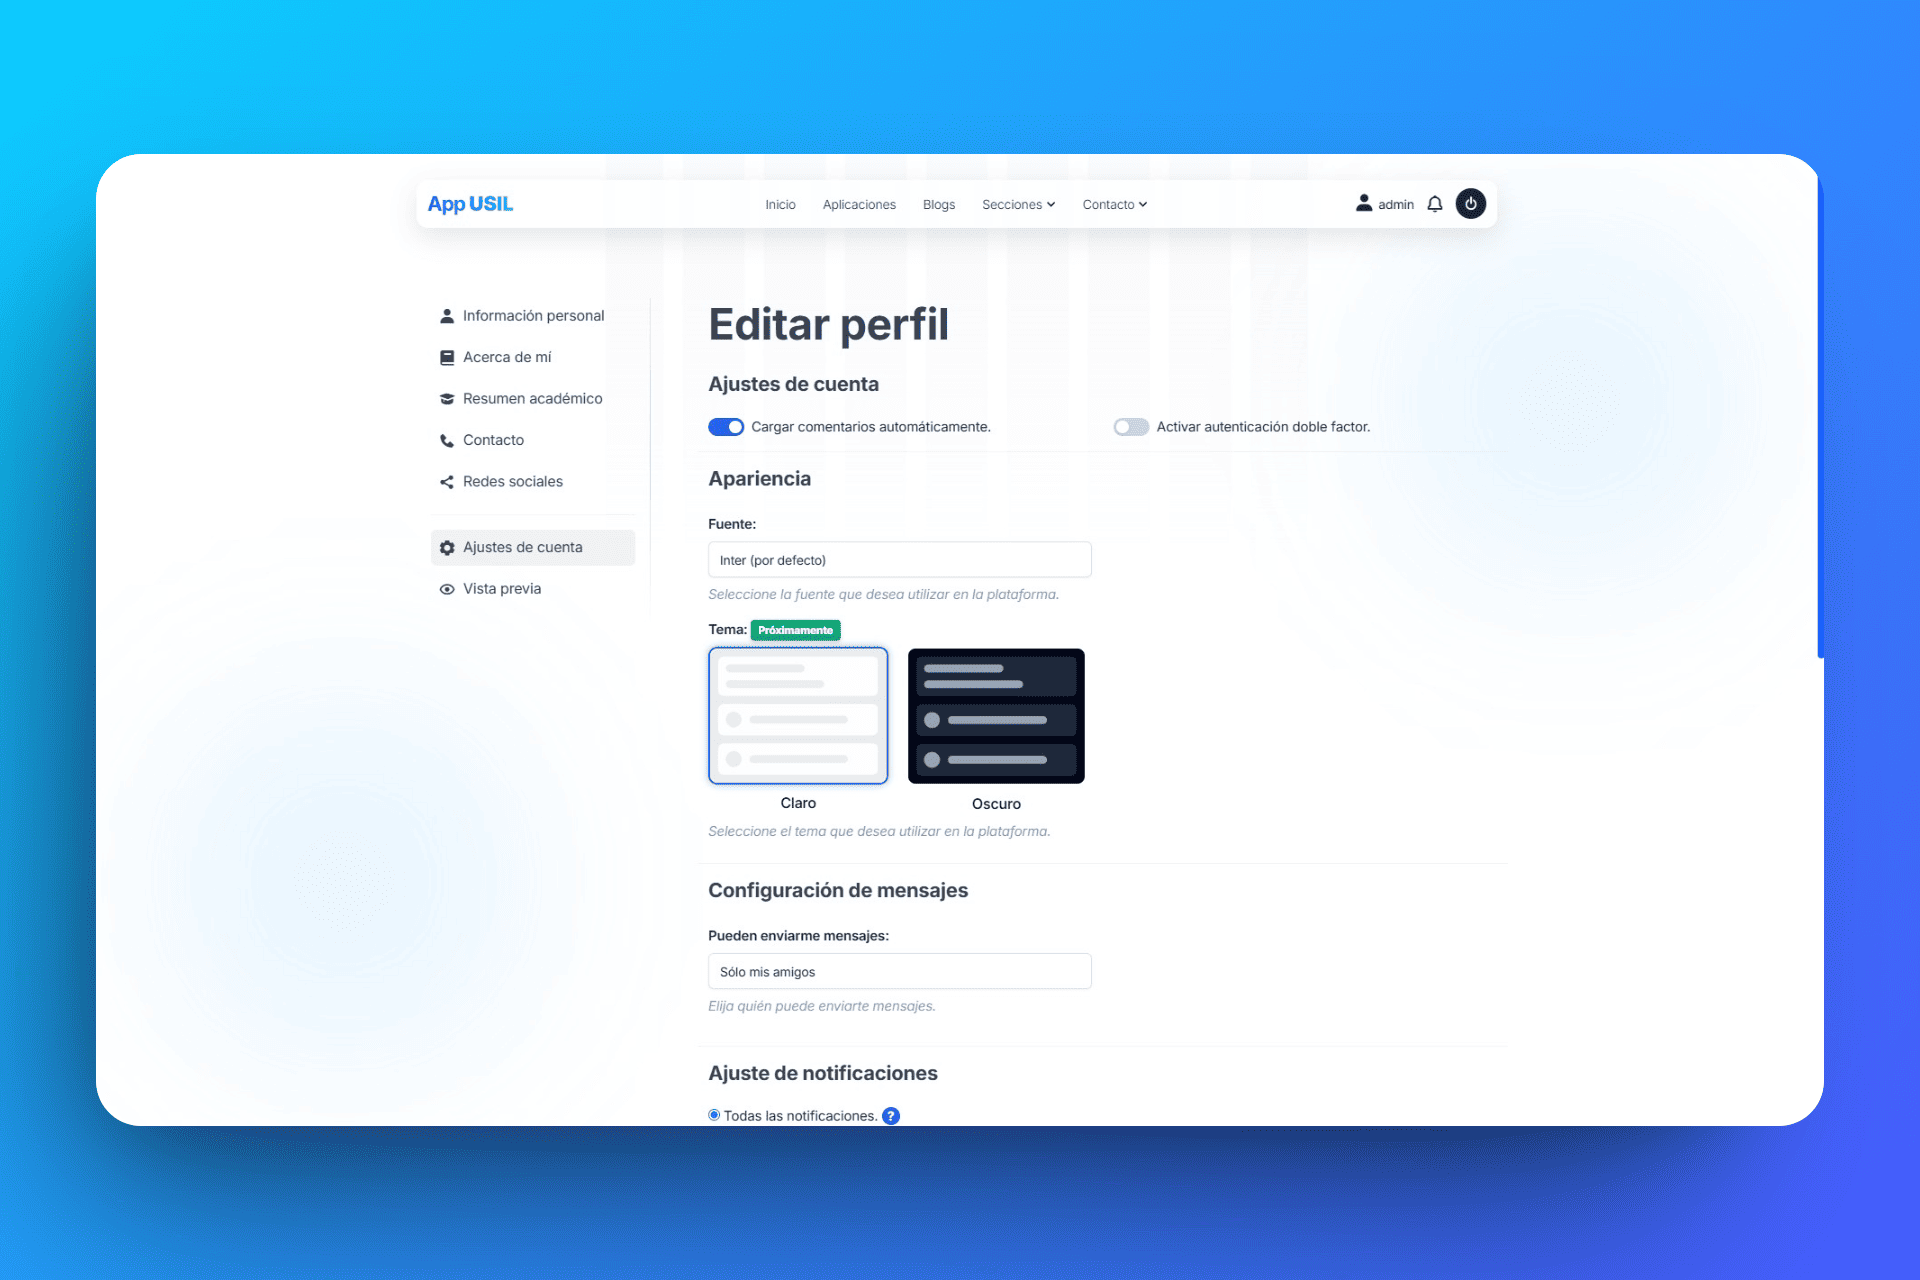 App USIL
Inicio
Aplicaciones
Blogs
Secciones
Contacto
admin
Información personal
Acerca de mí
Resumen académico
Contacto
Redes sociales
Ajustes de cuenta
Vista previa
Editar perfil
Ajustes de cuenta
Cargar comentarios automáticamente.
Activar autenticación doble factor.
Apariencia
Fuente:
Inter (por defecto)
Seleccione la fuente que desea utilizar en la plataforma.
Tema: Próximamente
Claro
Oscuro
Seleccione el tema que desea utilizar en la plataforma.
Configuración de mensajes
Pueden enviarme mensajes:
Sólo mis amigos
Elija quién puede enviarte mensajes.
Ajuste de notificaciones
Todas las notificaciones. ?